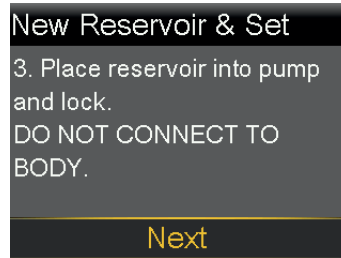 New Reservoir & Set
3. Place reservoir into pump
and lock.
DO NOT CONNECT TO
BODY.
Next